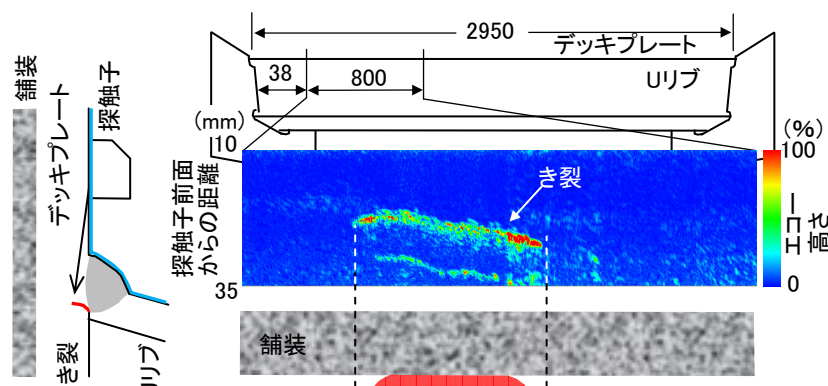 舗装
デッキプレート
探触子
き裂
Uリブ
2950
デッキプレート
38
800
Uリブ
(mm)
10
探触子前面
からの距離
35
き裂
(%)
100
エコー
高さ
0
舗装